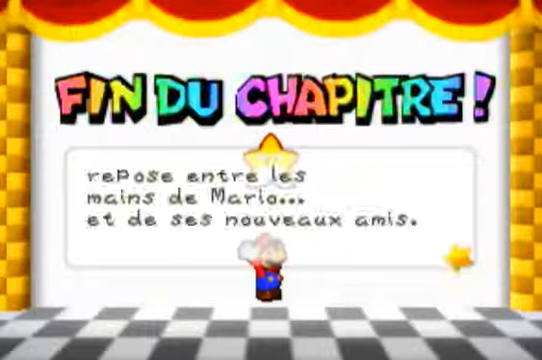 FIN DU CHAPITRE !
repose entre les
mains de Mario...
et de ses nouveaux amis.